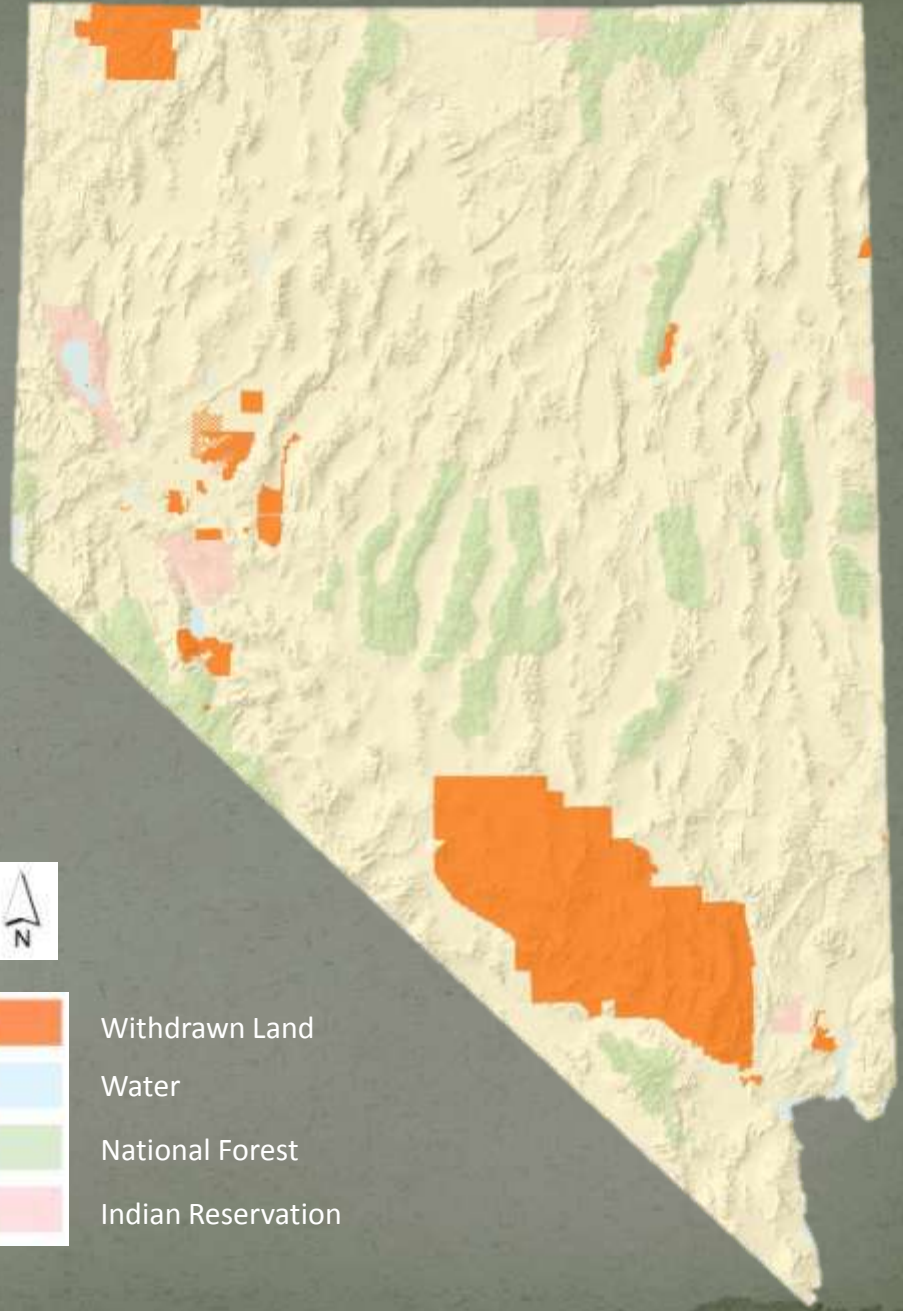 N
Withdrawn Land
Water
National Forest
Indian Reservation